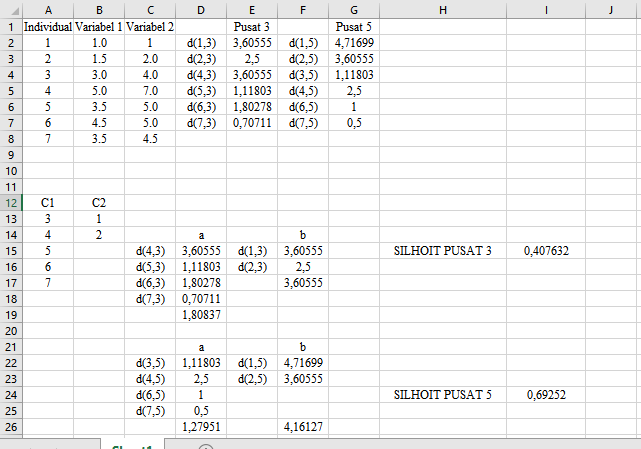 A B C D E F G H I J
1 Individual Variabel 1 Variabel 2 Pusat 3 Pusat 5
2 1 1.0 1 d(1,3) 3,60555 d(1,5) 4,71699
3 2 1.5 2.0 d(2,3) 2,5 d(2,5) 3,60555
4 3 3.0 4.0 d(4,3) 3,60555 d(3,5) 1,11803
5 4 5.0 7.0 d(5,3) 1,11803 d(4,5) 2,5
6 5 3.5 5.0 d(6,3) 1,80278 d(6,5) 1
7 6 4.5 5.0 d(7,3) 0,70711 d(7,5) 0,5
8 7 3.5 4.5
9
10
11
12 C1 C2
13 3 1
14 4 2 a b
15 5 d(4,3) 3,60555 d(1,3) 3,60555 SILHOIT PUSAT 3 0,407632
16 6 d(5,3) 1,11803 d(2,3) 2,5
17 7 d(6,3) 1,80278 3,60555
18 d(7,3) 0,70711
19 1,80837
20
21 a b
22 d(3,5) 1,11803 d(1,5) 4,71699
23 d(4,5) 2,5 d(2,5) 3,60555
24 d(6,5) 1 SILHOIT PUSAT 5 0,69252
25 d(7,5) 0,5
26 1,27951 4,16127